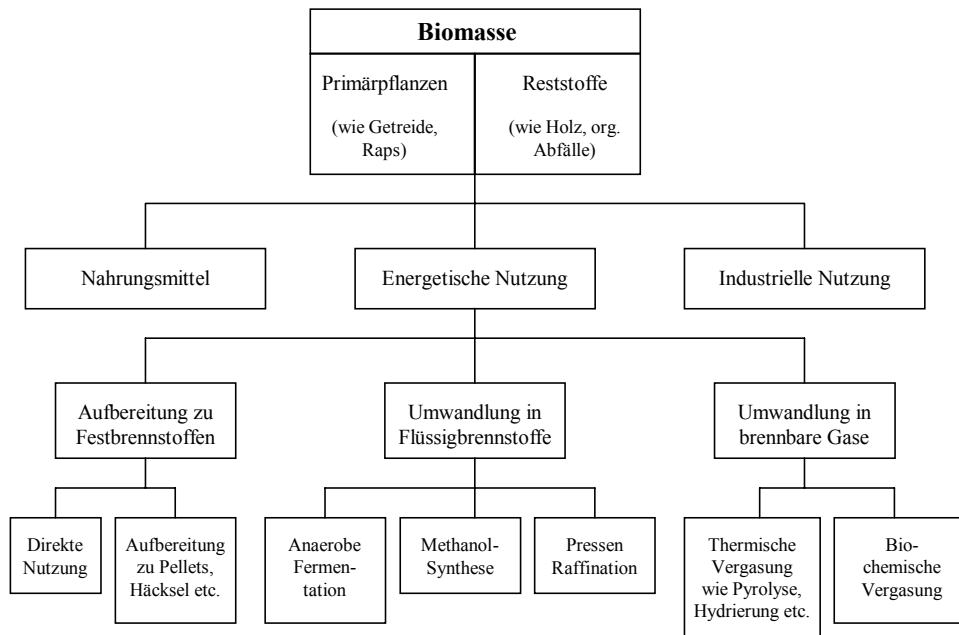 Biomasse
Primärpflanzen
(wie Getreide,
Raps)
Reststoffe
(wie Holz, org.
Abfälle)
Nahrungsmittel
Energetische Nutzung
Industrielle Nutzung
Aufbereitung zu
Festbrennstoffen
Umwandlung in
Flüssigbrennstoffe
Umwandlung in
brennbare Gase
Direkte
Nutzung
Aufbereitung
zu Pellets,
Häcksel etc.
Anaerobe
Fermen-
tation
Methanol-
Synthese
Pressen
Raffination
Thermische
Vergasung
wie Pyrolyse,
Hydrierung etc.
Bio-
chemische
Vergasung